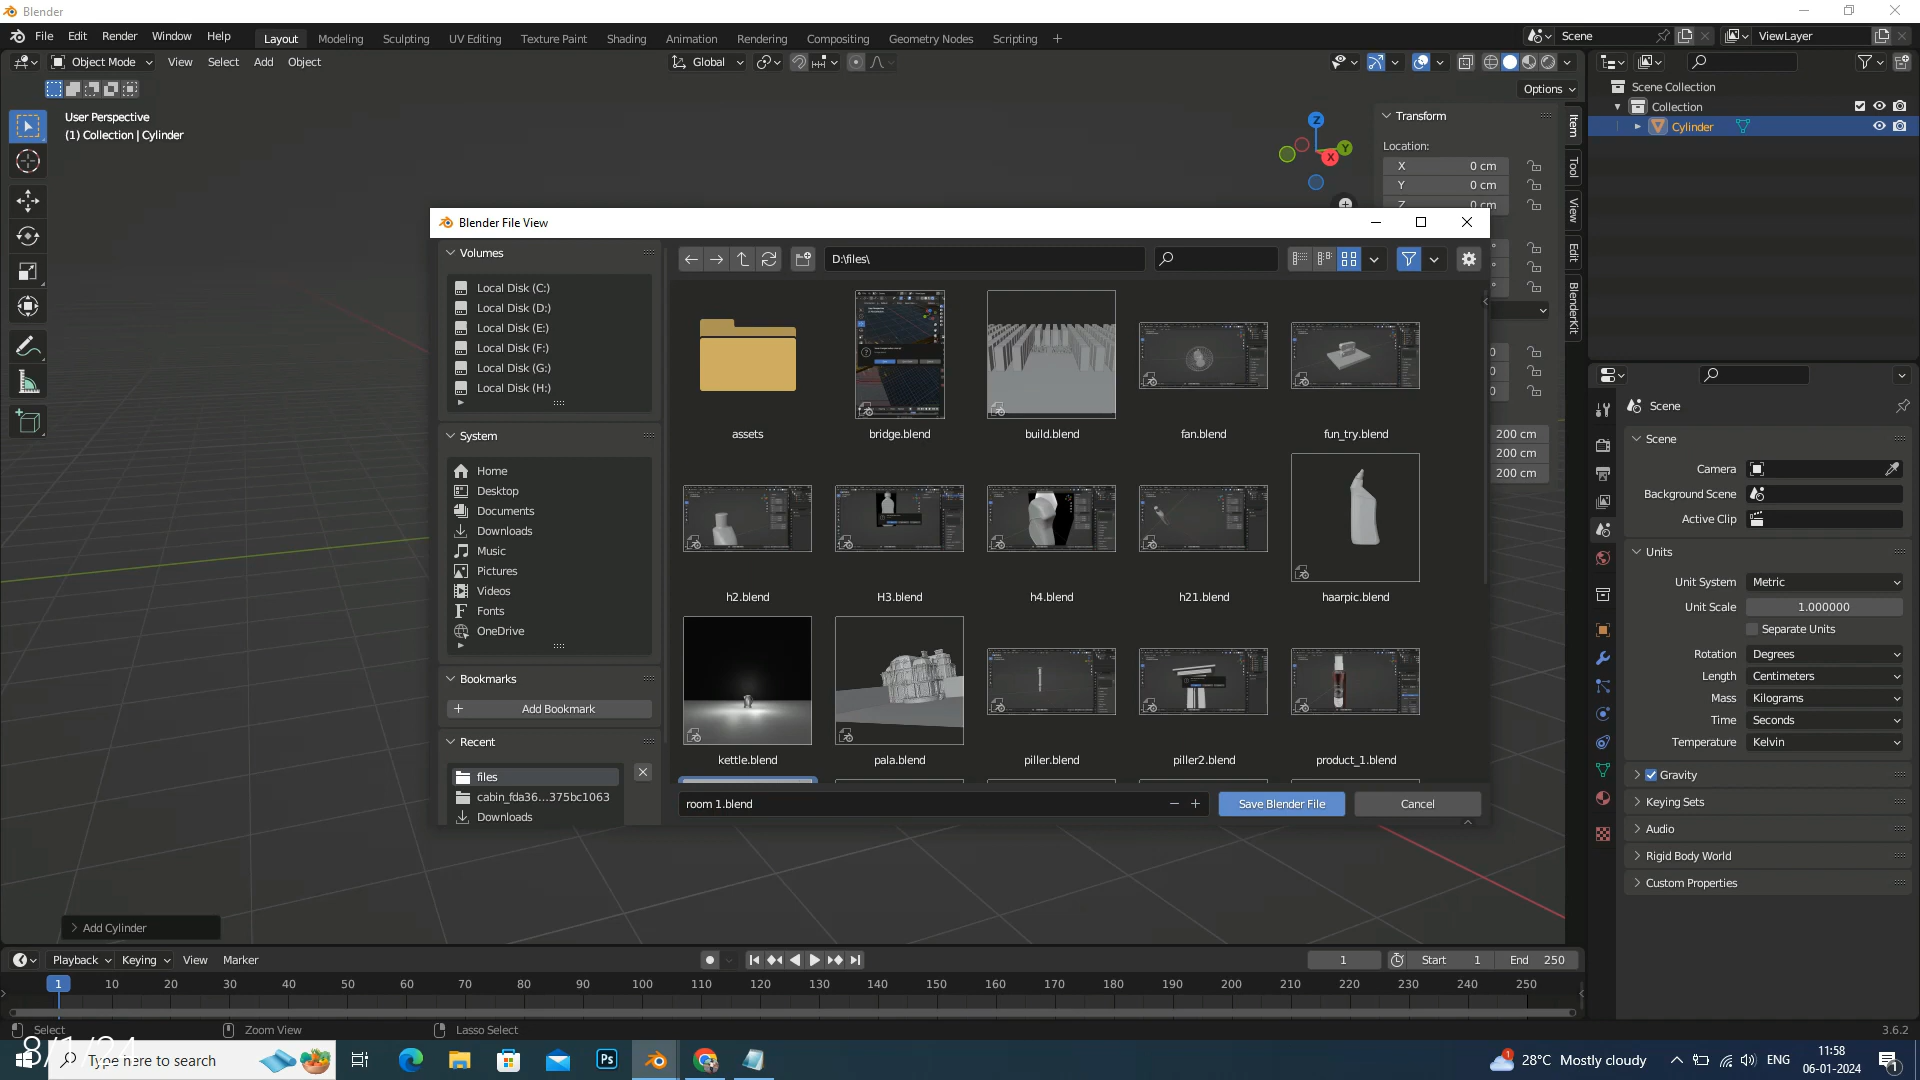 Blender
File Edit Render Window Help Layout Modeling Sculpting UV Editing Texture Paint Shading Animation Rendering Compositing Geometry Nodes Scripting + Scene ViewLayer
Object Mode View Select Add Object Global
Options
User Perspective
(1) Collection | Cylinder
Z
Y
X
Transform
Location:
X 0 cm
Y 0 cm
Z 0 cm
Item
Tool
View
Edit
BlenderKit
200 cm
200 cm
200 cm
Scene Collection
Collection
Cylinder
Blender File View
Volumes
Local Disk (C:)
Local Disk (D:)
Local Disk (E:)
Local Disk (F:)
Local Disk (G:)
Local Disk (H:)
System
Home
Desktop
Documents
Downloads
Music
Pictures
Videos
Fonts
OneDrive
Bookmarks
Add Bookmark
Recent
files
cabin_fda36...375bc1063
Downloads
D:\files\
assets bridge.blend build.blend fan.blend fun_try.blend
h2.blend H3.blend h4.blend h21.blend haarpic.blend
kettle.blend pala.blend piller.blend piller2.blend product_1.blend
room 1.blend Save Blender File Cancel
Scene
Scene
Camera
Background Scene
Active Clip
Units
Unit System Metric
Unit Scale 1.000000
Separate Units
Rotation Degrees
Length Centimeters
Mass Kilograms
Time Seconds
Temperature Kelvin
Gravity
Keying Sets
Audio
Rigid Body World
Custom Properties
Add Cylinder
Playback Keying View Marker 1 Start 1 End 250
1 10 20 30 40 50 60 70 80 90 100 110 120 130 140 150 160 170 180 190 200 210 220 230 240 250
Select Zoom View Lasso Select 3.6.2
8/1/24
Type here to search Ps 1 28°C Mostly cloudy ENG 11:58
06-01-2024
1